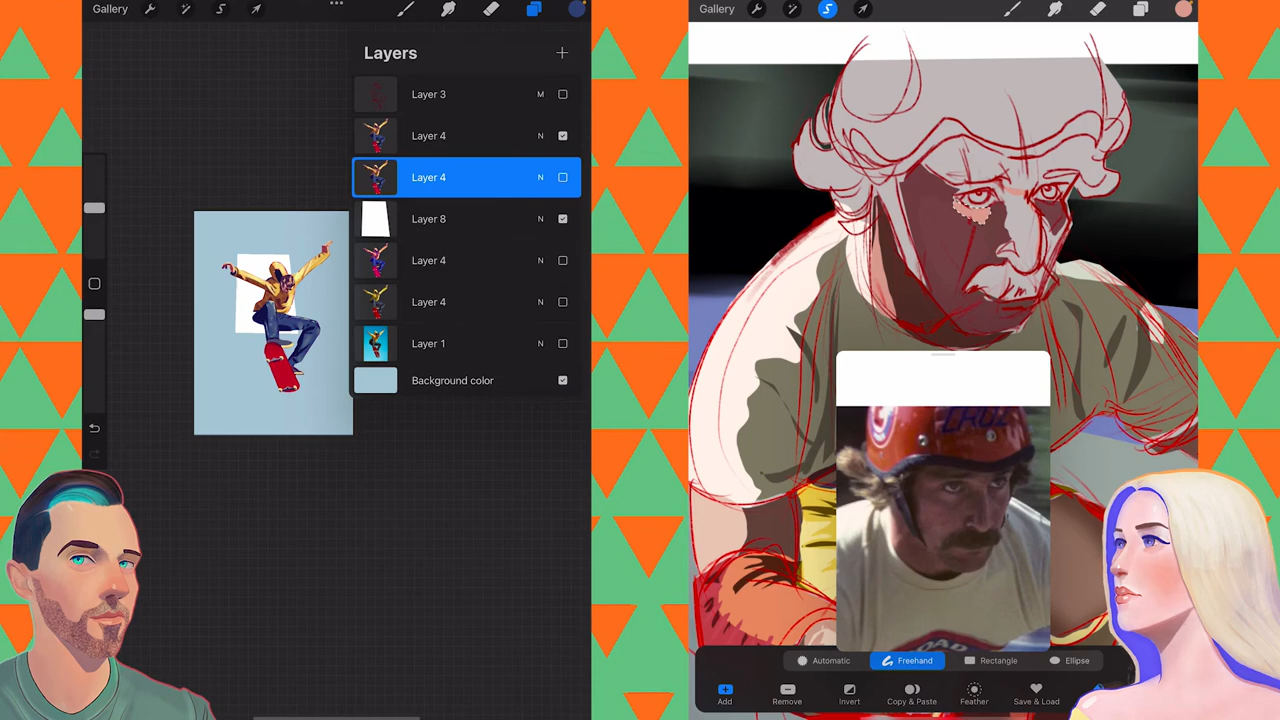 Gallery
Layers
Layer 3 M
Layer 4 N
Layer 4 N
Layer 8 N
Layer 4 N
Layer 4 N
Layer 1 N
Background color
Gallery
CRUZ
Automatic
Freehand
Rectangle
Ellipse
Add
Remove
Invert
Copy & Paste
Feather
Save & Load